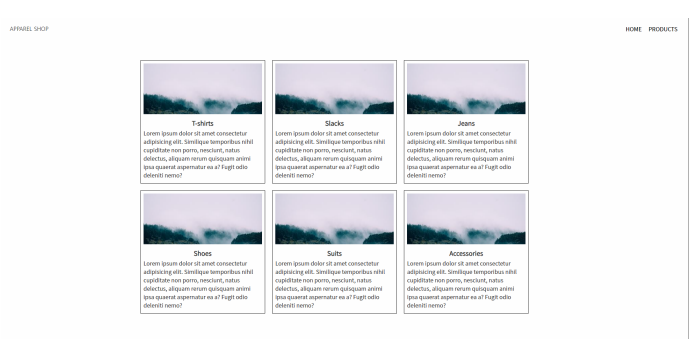 APPAREL SHOP
HOME PRODUCTS
T-shirts
Lorem ipsum dolor sit amet consectetur
adipisicing elit. Similique temporibus nihil
cupiditate non porro, nesciunt, natus
delectus, aliquam rerum quisquam animi
ipsa quaerat aspernatur ea a? Fugit odio
deleniti nemo?
Slacks
Lorem ipsum dolor sit amet consectetur
adipisicing elit. Similique temporibus nihil
cupiditate non porro, nesciunt, natus
delectus, aliquam rerum quisquam animi
ipsa quaerat aspernatur ea a? Fugit odio
deleniti nemo?
Jeans
Lorem ipsum dolor sit amet consectetur
adipisicing elit. Similique temporibus nihil
cupiditate non porro, nesciunt, natus
delectus, aliquam rerum quisquam animi
ipsa quaerat aspernatur ea a? Fugit odio
deleniti nemo?
Shoes
Lorem ipsum dolor sit amet consectetur
adipisicing elit. Similique temporibus nihil
cupiditate non porro, nesciunt, natus
delectus, aliquam rerum quisquam animi
ipsa quaerat aspernatur ea a? Fugit odio
deleniti nemo?
Suits
Lorem ipsum dolor sit amet consectetur
adipisicing elit. Similique temporibus nihil
cupiditate non porro, nesciunt, natus
delectus, aliquam rerum quisquam animi
ipsa quaerat aspernatur ea a? Fugit odio
deleniti nemo?
Accessories
Lorem ipsum dolor sit amet consectetur
adipisicing elit. Similique temporibus nihil
cupiditate non porro, nesciunt, natus
delectus, aliquam rerum quisquam animi
ipsa quaerat aspernatur ea a? Fugit odio
deleniti nemo?